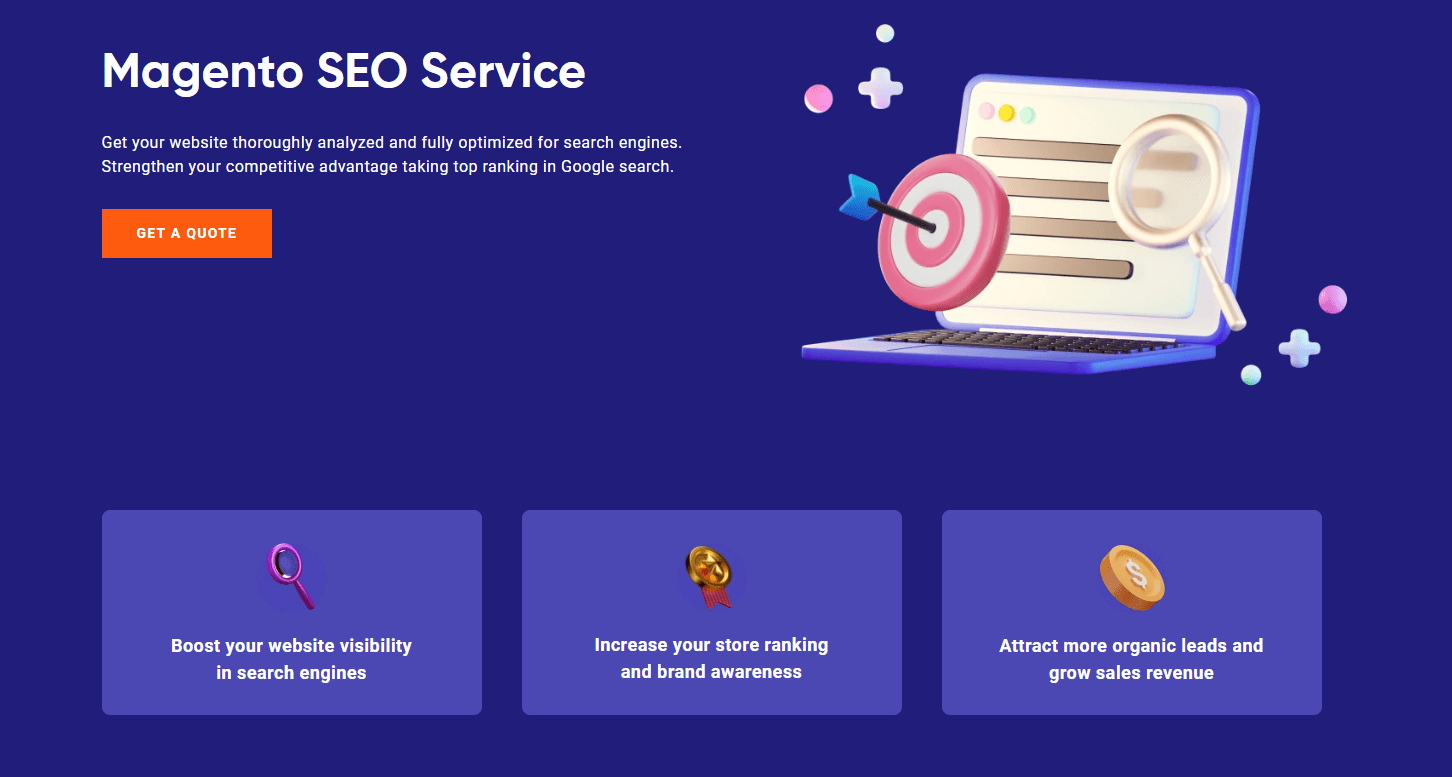 Magento SEO Service
Get your website thoroughly analyzed and fully optimized for search engines.
Strengthen your competitive advantage taking top ranking in Google search.
GET A QUOTE
Boost your website visibility
in search engines
Increase your store ranking
and brand awareness
Attract more organic leads and
grow sales revenue